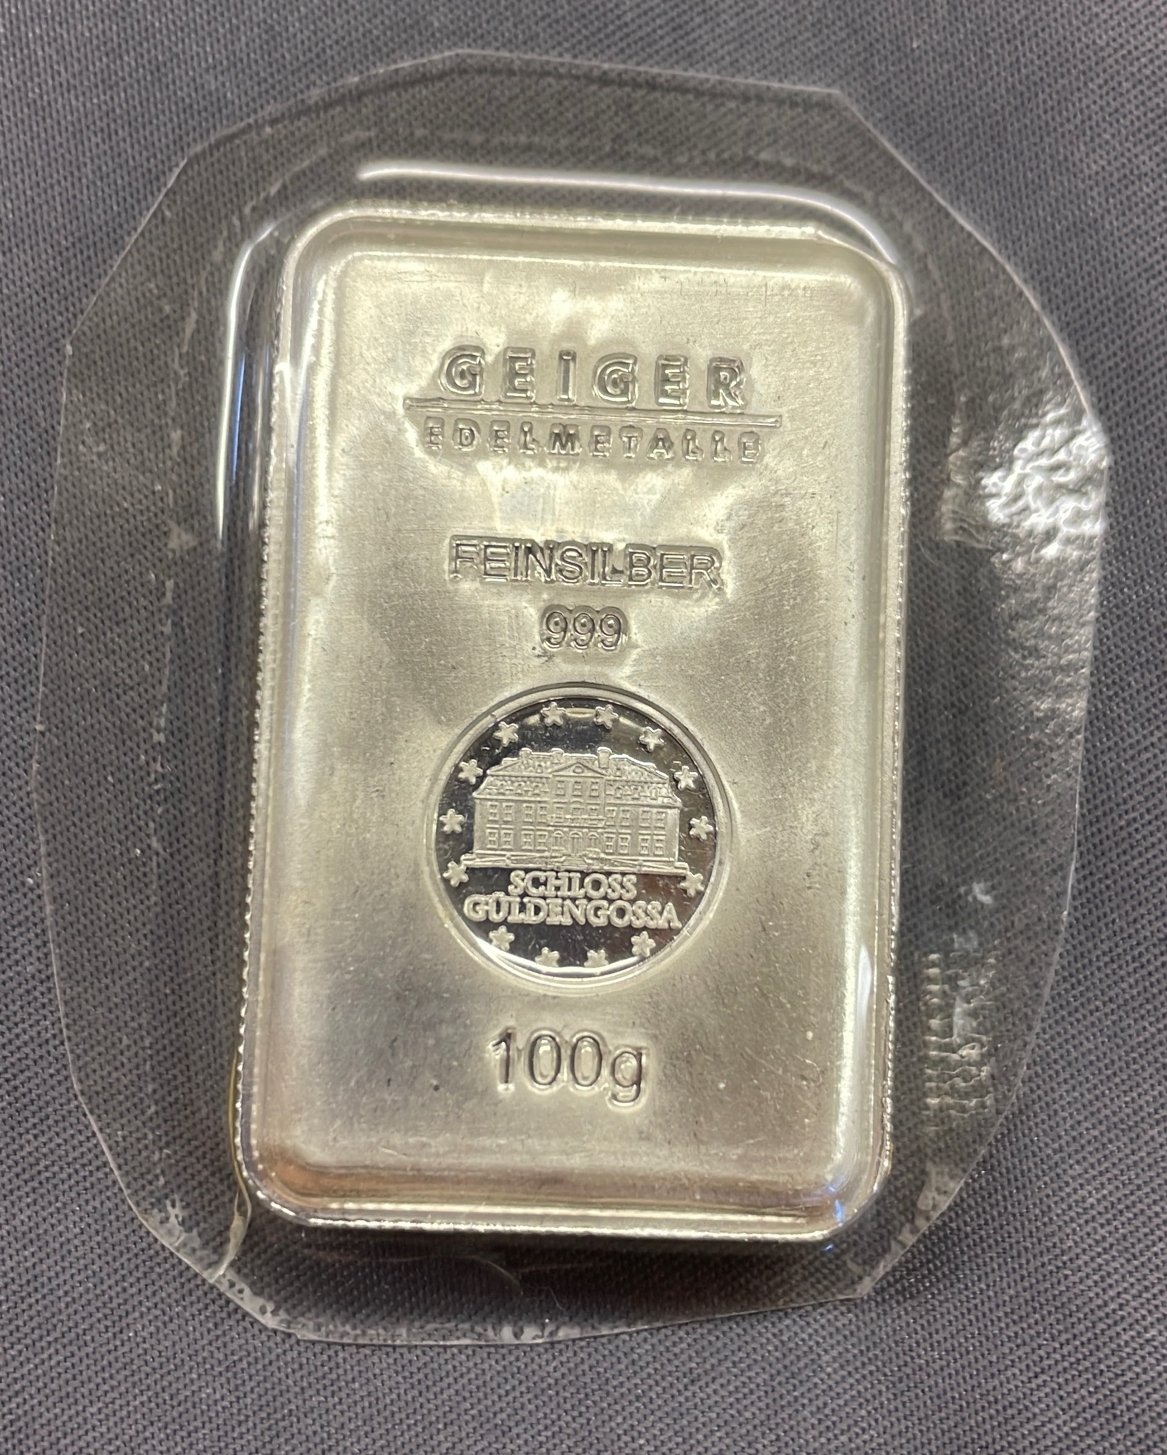 GEIGER
EDELMETALLE
FEINSILBER
999
SCHLOSS
GÜLDENGOSSA
100g